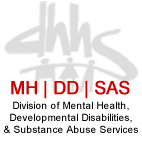 dhhs
MH | DD | SAS
Division of Mental Health,
Developmental Disabilities,
& Substance Abuse Services